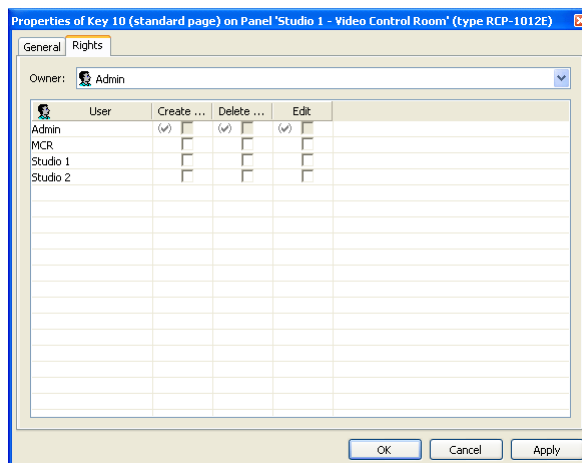 Properties of Key 10 (standard page) on Panel 'Studio 1 - Video Control Room' (type RCP-1012E)
General Rights
Owner: Admin
User Create ... Delete ... Edit
Admin
MCR
Studio 1
Studio 2
OK Cancel Apply